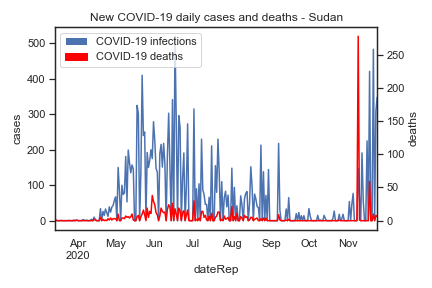 New COVID-19 daily cases and deaths - Sudan
COVID-19 infections
COVID-19 deaths
500
400
300
200
100
0
cases
250
200
150
100
50
0
deaths
Apr May Jun Jul Aug Sep Oct Nov
2020
dateRep